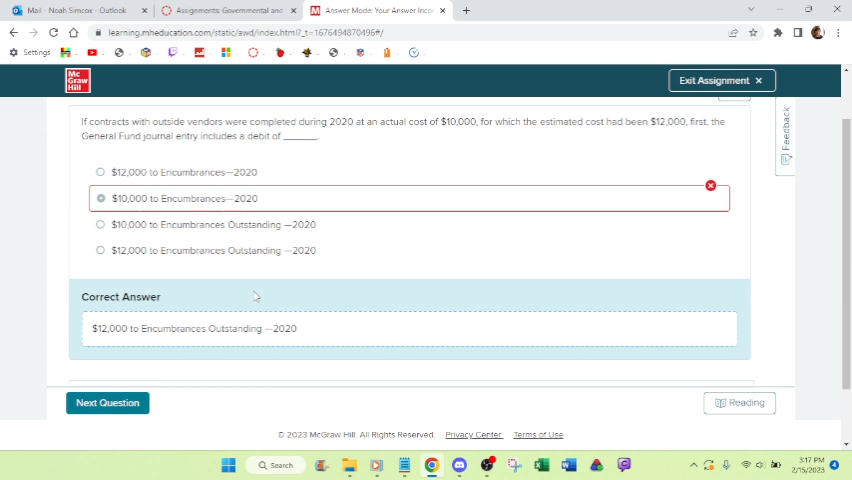 Mail - Noah Simcox - Outlook
Assignments: Governmental and
Answer Mode: Your Answer Inco
learning.mheducation.com/static/awd/index.html?_t=1676494870496#/
Settings
Mc
Graw
Hill
Exit Assignment
Feedback
If contracts with outside vendors were completed during 2020 at an actual cost of $10,000, for which the estimated cost had been $12,000, first, the
General Fund journal entry includes a debit of ______.
$12,000 to Encumbrances—2020
$10,000 to Encumbrances—2020
$10,000 to Encumbrances Outstanding —2020
$12,000 to Encumbrances Outstanding —2020
Correct Answer
$12,000 to Encumbrances Outstanding —2020
Next Question
Reading
© 2023 McGraw Hill. All Rights Reserved. Privacy Center Terms of Use
Search
3:17 PM
2/15/2023
4